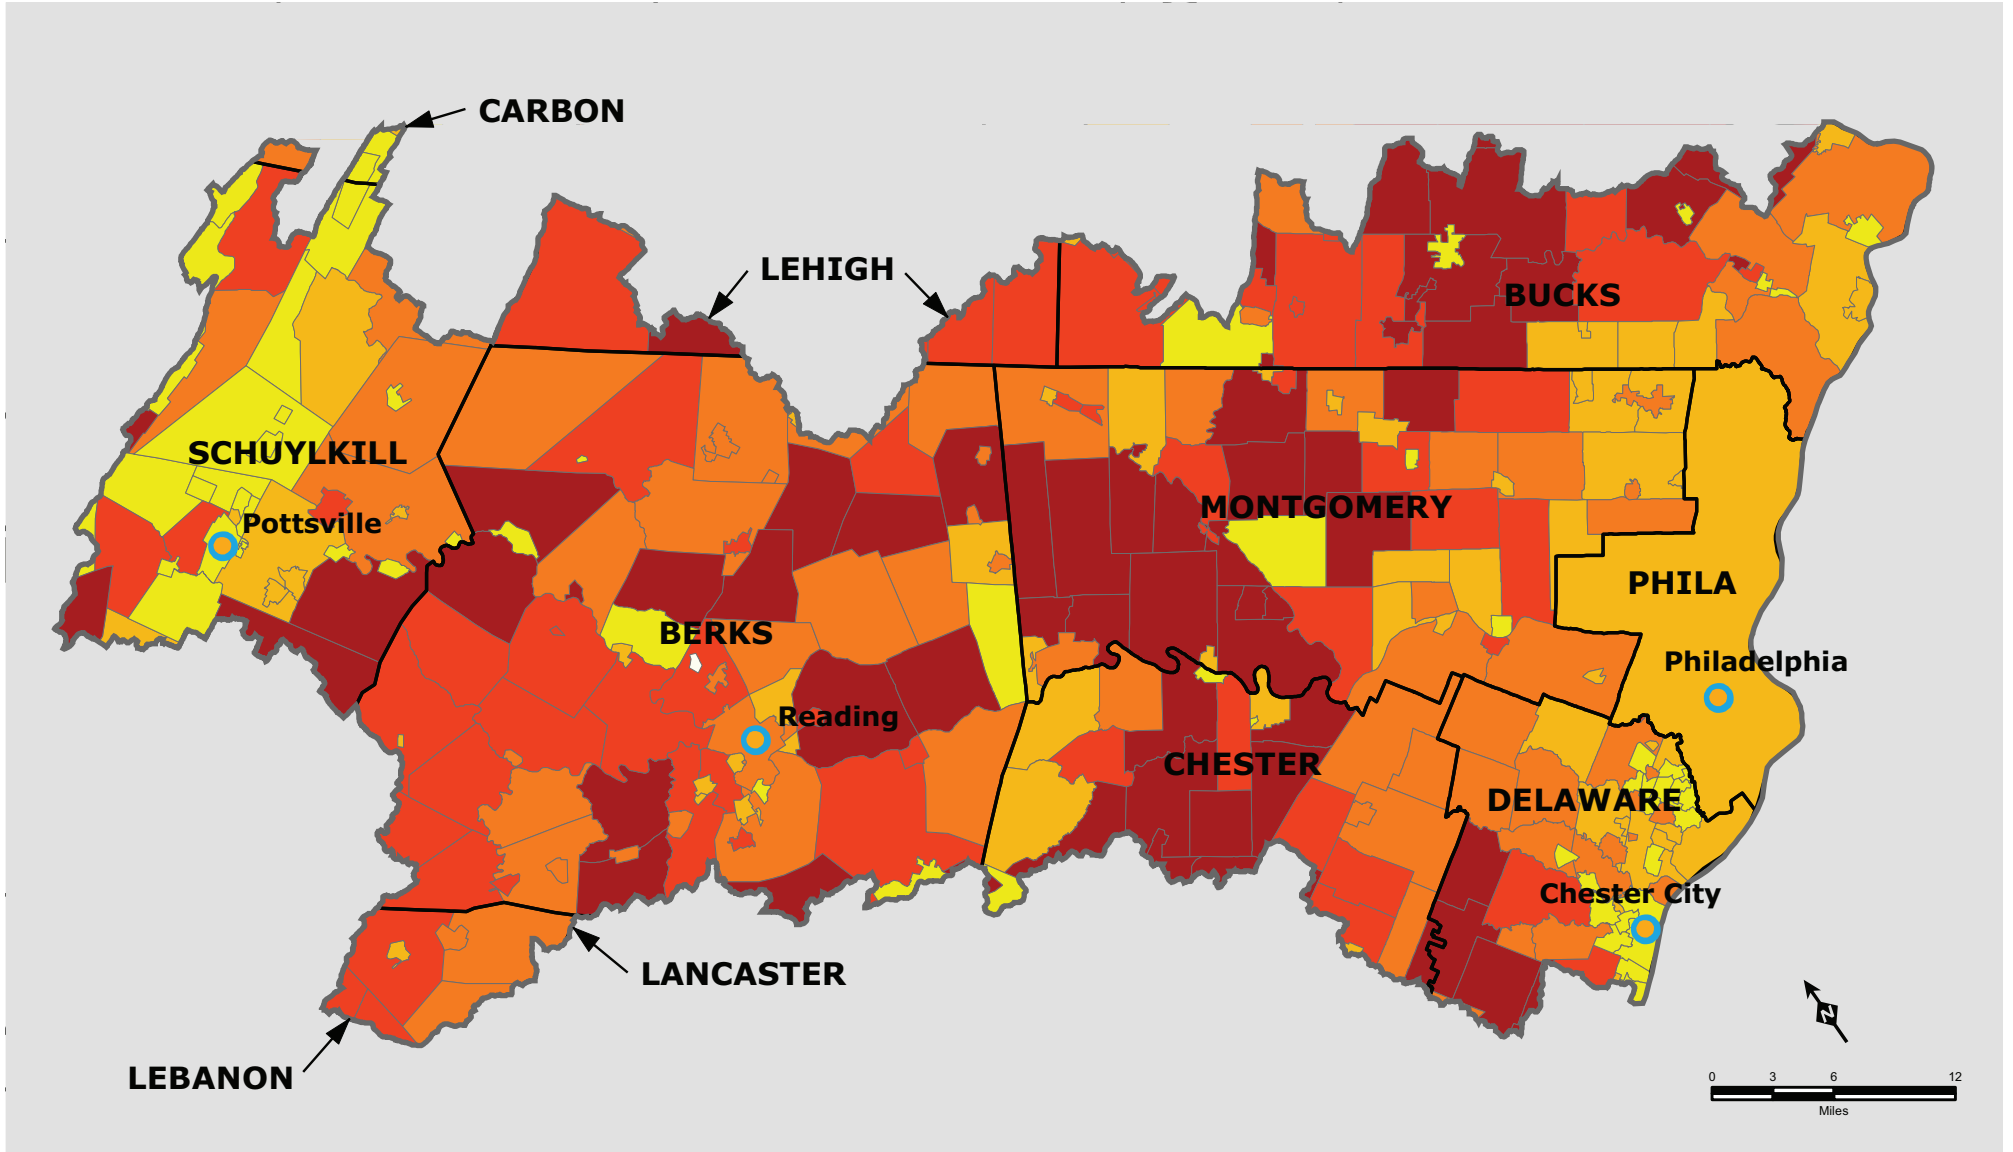 CARBON
LEHIGH
BUCKS
SCHUYLKILL
Pottsville
MONTGOMERY
PHILA
BERKS
Philadelphia
Reading
CHESTER
DELAWARE
Chester City
LANCASTER
LEBANON
N
0 3 6 12
Miles